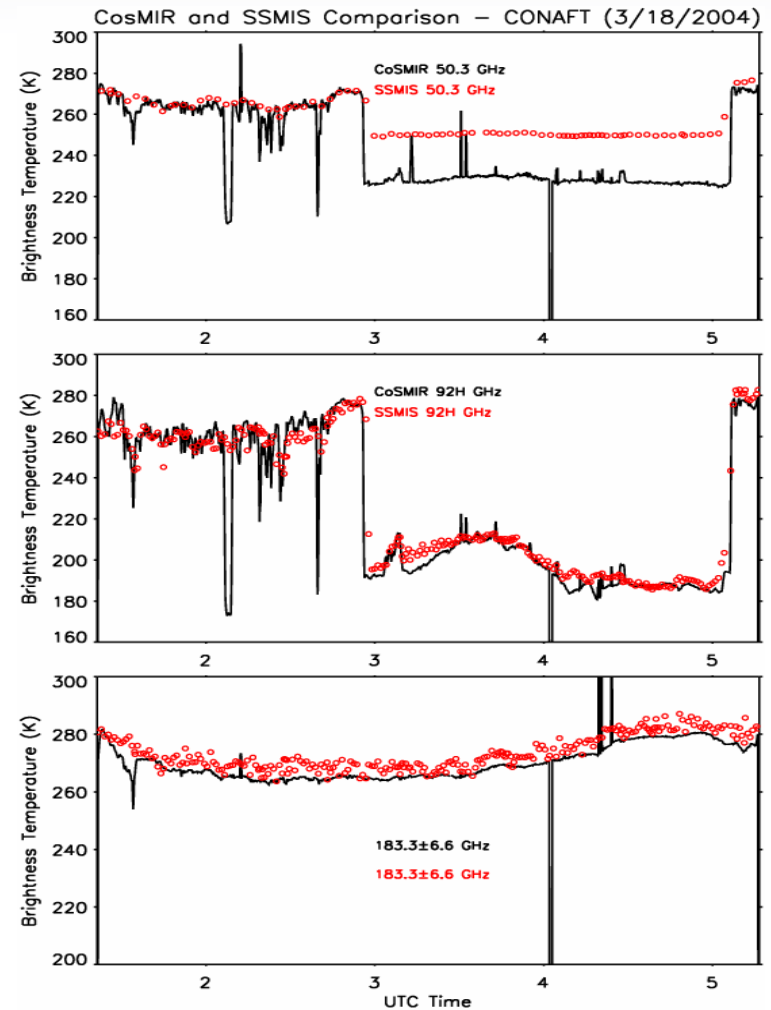 CosMIR and SSMIS Comparison – CONAFT (3/18/2004)
300
280
260
240
220
200
180
160
Brightness Temperature (K)
CoSMIR 50.3 GHz
SSMIS 50.3 GHz
2 3 4 5
300
280
260
240
220
200
180
160
Brightness Temperature (K)
CoSMIR 92H GHz
SSMIS 92H GHz
2 3 4 5
300
280
260
240
220
200
Brightness Temperature (K)
183.3±6.6 GHz
183.3±6.6 GHz
2 3 4 5
UTC Time